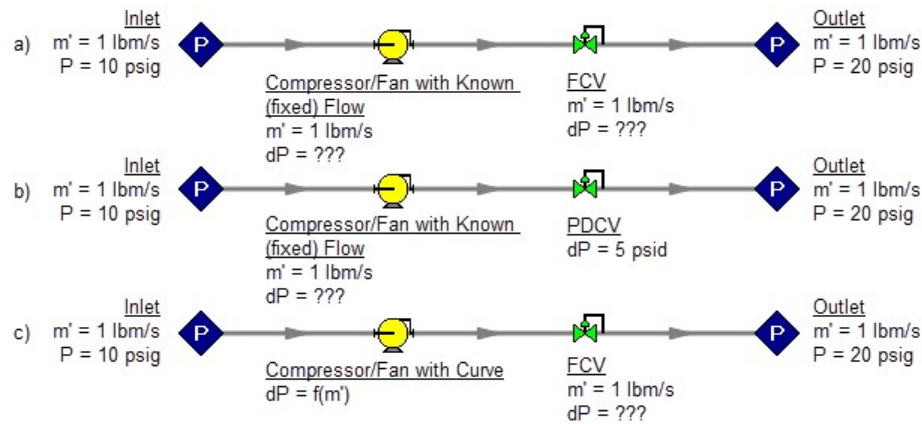 a)
Inlet
m' = 1 lbm/s
P = 10 psig
P
Compressor/Fan with Known
(fixed) Flow
m' = 1 lbm/s
dP = ???
FCV
m' = 1 lbm/s
dP = ???
P
Outlet
m' = 1 lbm/s
P = 20 psig
b)
Inlet
m' = 1 lbm/s
P = 10 psig
P
Compressor/Fan with Known
(fixed) Flow
m' = 1 lbm/s
dP = ???
PDCV
dP = 5 psid
P
Outlet
m' = 1 lbm/s
P = 20 psig
c)
Inlet
m' = 1 lbm/s
P = 10 psig
P
Compressor/Fan with Curve
dP = f(m')
FCV
m' = 1 lbm/s
dP = ???
P
Outlet
m' = 1 lbm/s
P = 20 psig